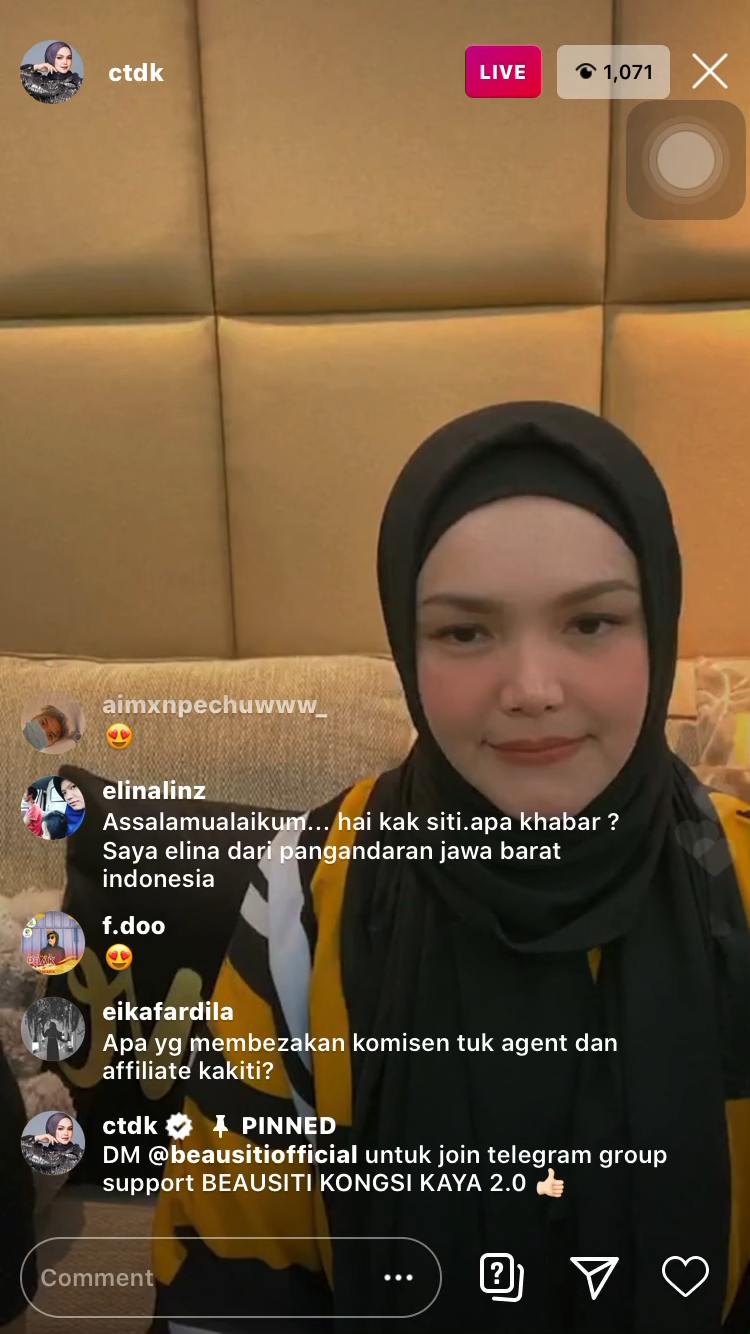 ctdk
LIVE
1,071
aimxnpechuwww_
😍
elinalinz
Assalamualaikum... hai kak siti.apa khabar ?
Saya elina dari pangandaran jawa barat
indonesia
f.doo
😍
eikafardila
Apa yg membezakan komisen tuk agent dan
affiliate kakiti?
ctdk PINNED
DM @beausitiofficial untuk join telegram group
support BEAUSITI KONGSI KAYA 2.0 👍🏻
Comment